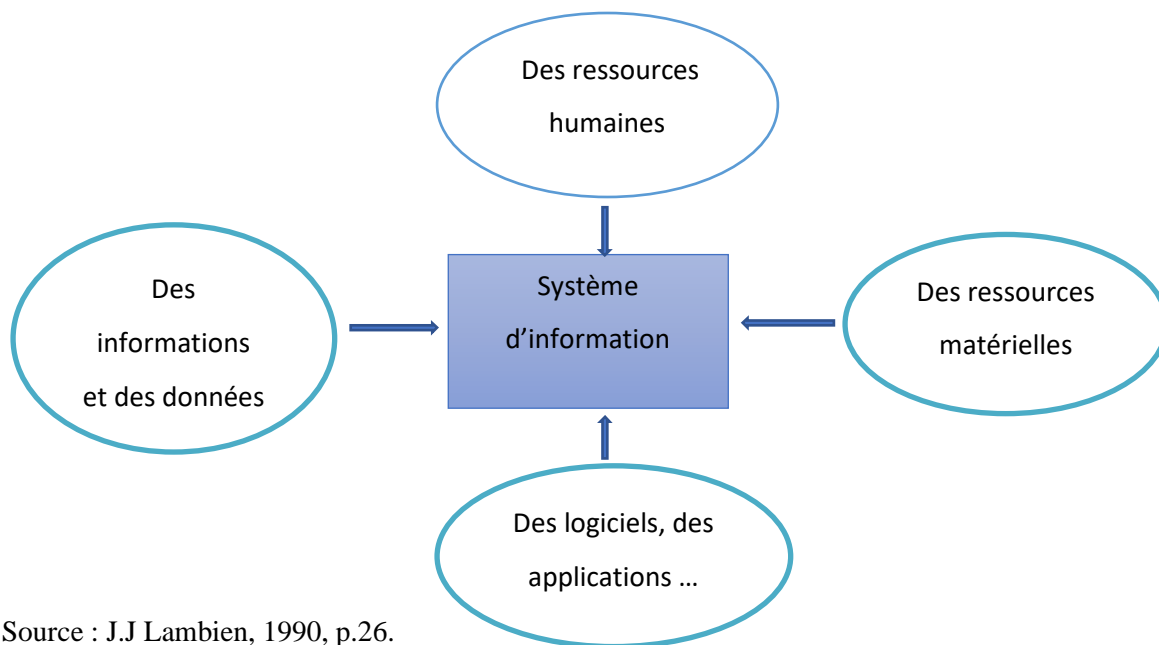 Des ressources
humaines
Des
informations
et des données
Système
d’information
Des ressources
matérielles
Des logiciels, des
applications …
Source : J.J Lambien, 1990, p.26.